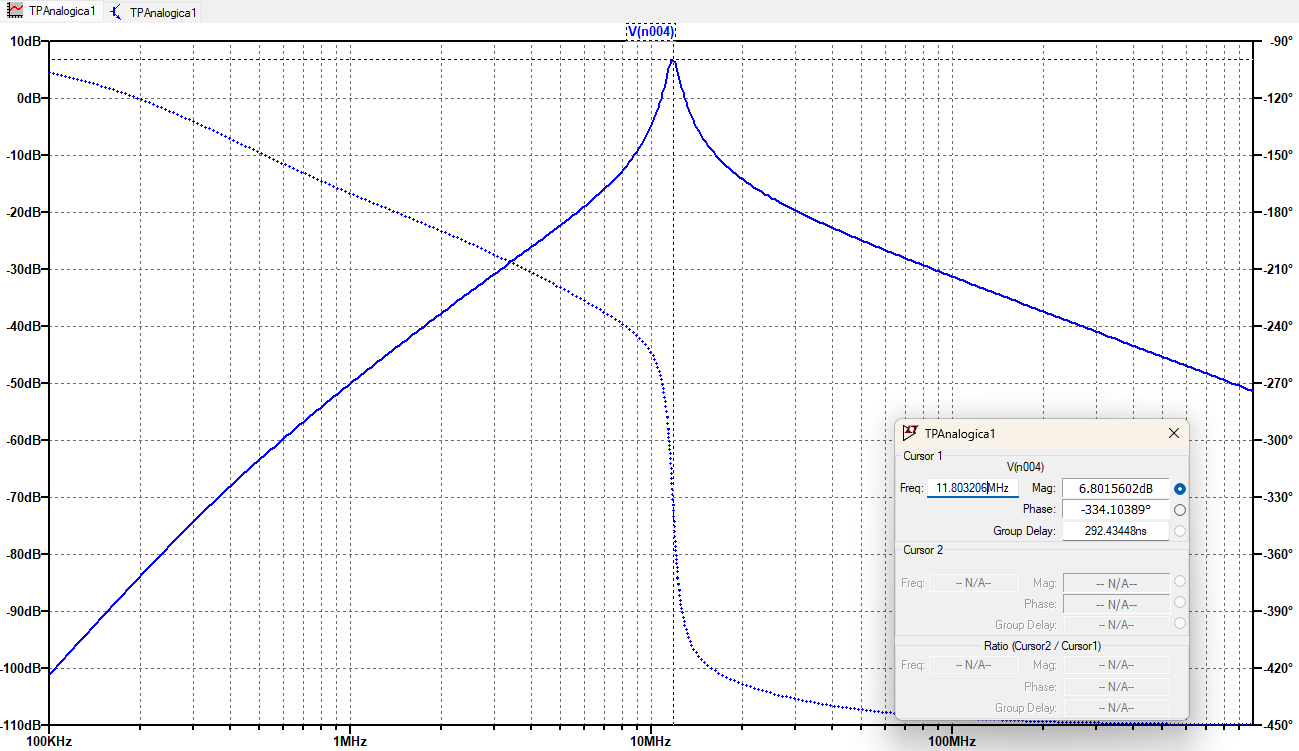 TPAnalogica1 TPAnalogica1
V(n004)
10dB -90°
0dB -120°
-10dB -150°
-20dB -180°
-30dB -210°
-40dB -240°
-50dB -270°
-60dB -300°
-70dB -330°
-80dB -360°
-90dB -390°
-100dB -420°
-110dB -450°
100KHz 1MHz 10MHz 100MHz
TPAnalogica1
Cursor 1
V(n004)
Freq: 11.803206MHz Mag: 6.8015602dB
Phase: -334.10389°
Group Delay: 292.43448ns
Cursor 2
Freq: -- N/A-- Mag: -- N/A--
Phase: -- N/A--
Group Delay: -- N/A--
Ratio (Cursor2 / Cursor1)
Freq: -- N/A-- Mag: -- N/A--
Phase: -- N/A--
Group Delay: -- N/A--